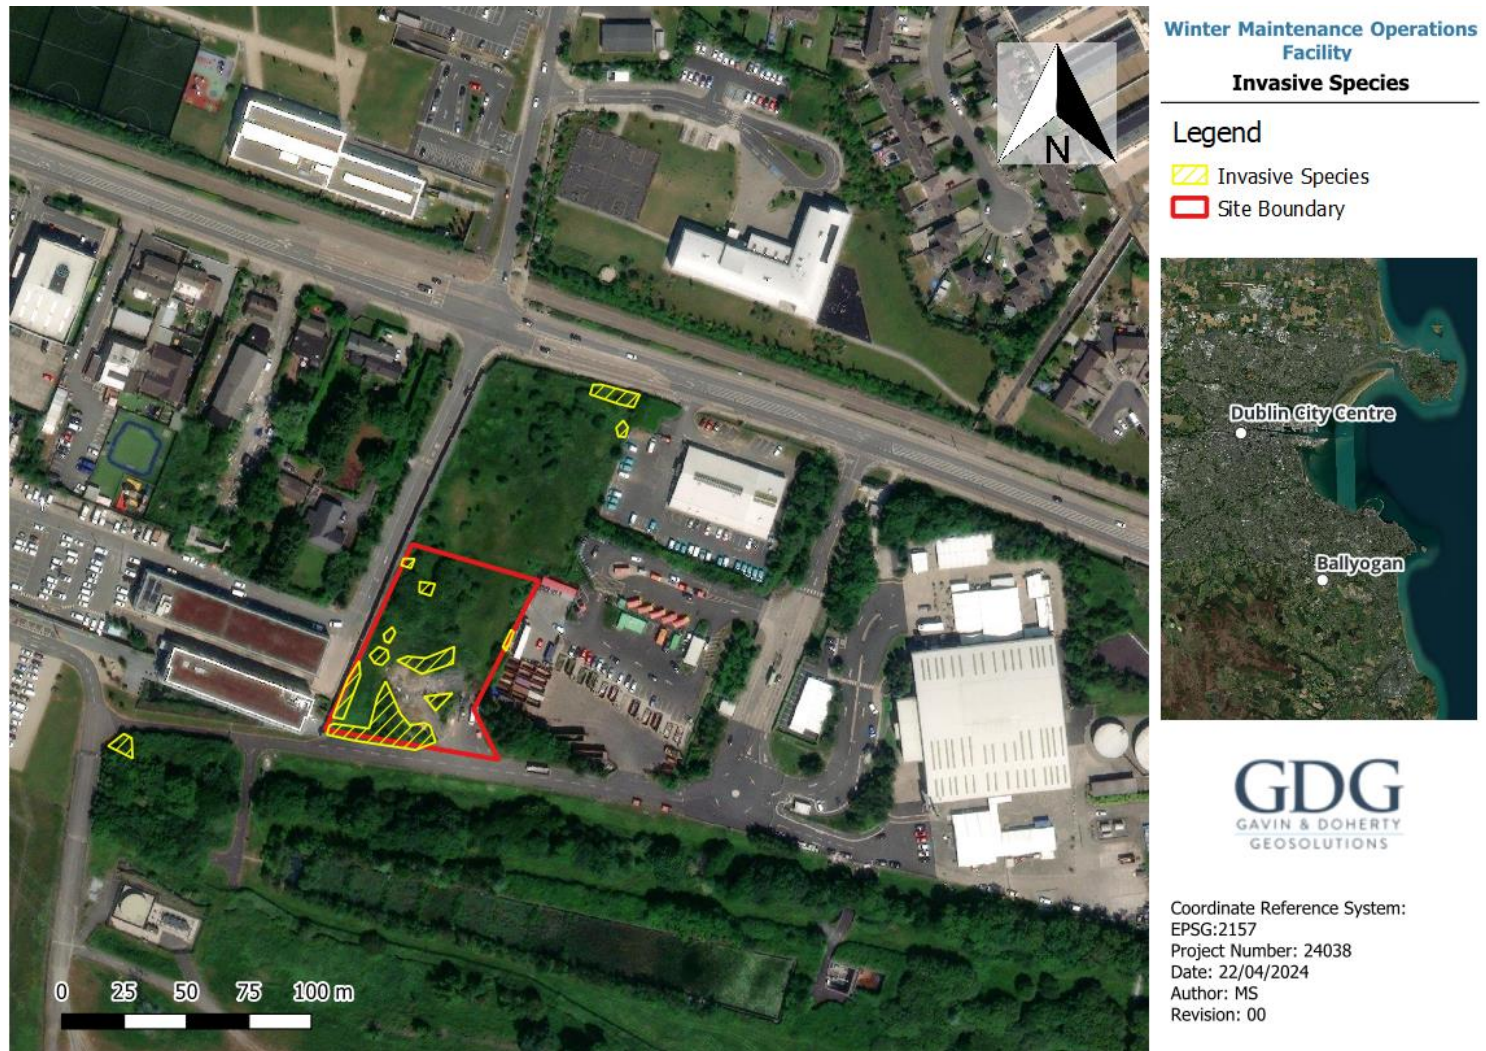 Winter Maintenance Operations
Facility
Invasive Species
Legend
Invasive Species
Site Boundary
N
Dublin City Centre
Ballyogan
GDG
GAVIN & DOHERTY
GEOSOLUTIONS
Coordinate Reference System:
EPSG:2157
Project Number: 24038
Date: 22/04/2024
Author: MS
Revision: 00
0 25 50 75 100 m